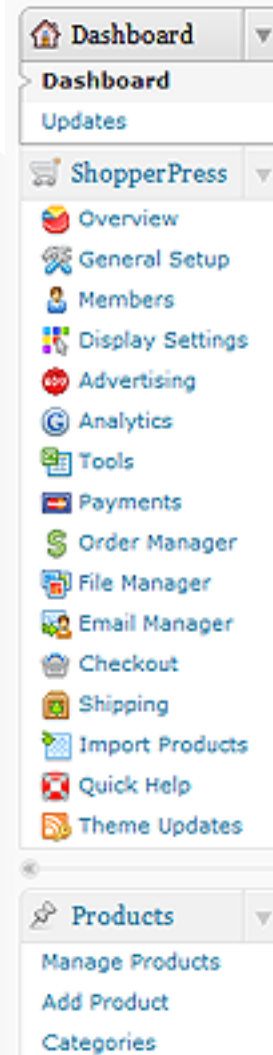 Dashboard
Dashboard
Updates
ShopperPress
Overview
General Setup
Members
Display Settings
Advertising
Analytics
Tools
Payments
Order Manager
File Manager
Email Manager
Checkout
Shipping
Import Products
Quick Help
Theme Updates
Products
Manage Products
Add Product
Categories